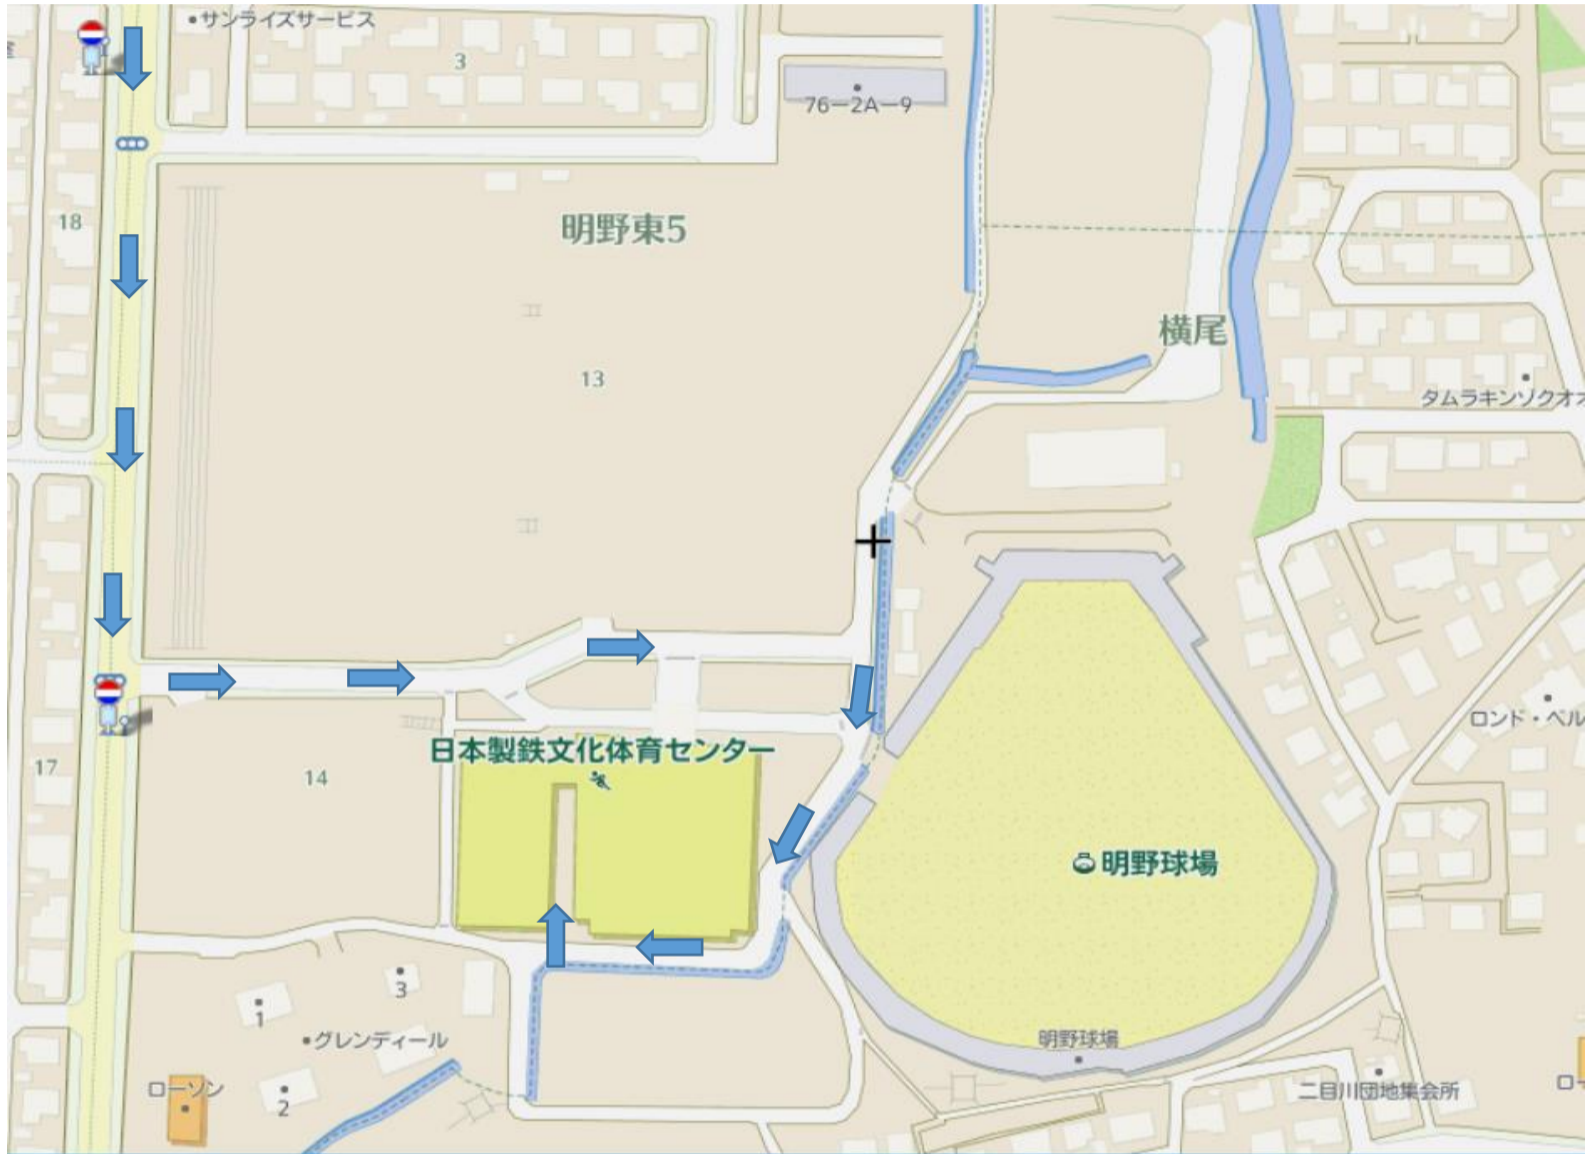 サンライズサービス
3
76-2A-9
18
明野東5
横尾
13
タムラキンゾクオオ
ロンド・ベル
日本製鉄文化体育センター
17
14
明野球場
3
1
グレンディール
明野球場
ローソン
2
二目川団地集会所
ロー